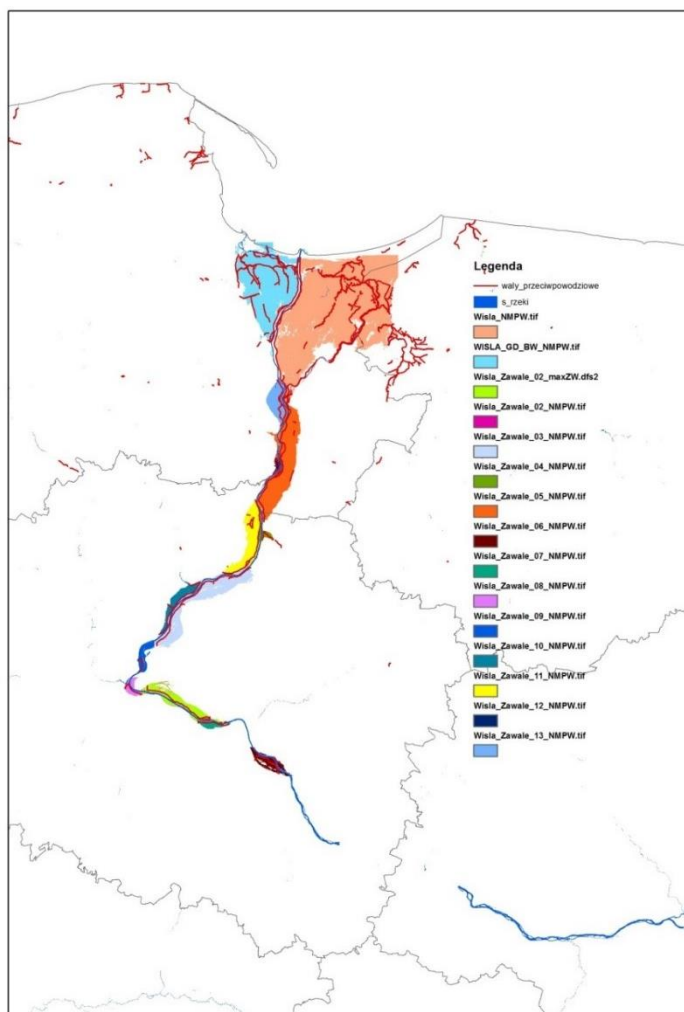 Lęgenda
waly_przeciwpowodziowe
s_rzeki
Wisla_NMPW.tif
WISLA_GD_BW_NMPW.tif
Wisla_Zawale_02_maxZW.dfs2
Wisla_Zawale_02_NMPW.tif
Wisla_Zawale_03_NMPW.tif
Wisla_Zawale_04_NMPW.tif
Wisla_Zawale_05_NMPW.tif
Wisla_Zawale_06_NMPW.tif
Wisla_Zawale_07_NMPW.tif
Wisla_Zawale_08_NMPW.tif
Wisla_Zawale_09_NMPW.tif
Wisla_Zawale_10_NMPW.tif
Wisla_Zawale_11_NMPW.tif
Wisla_Zawale_12_NMPW.tif
Wisla_Zawale_13_NMPW.tif